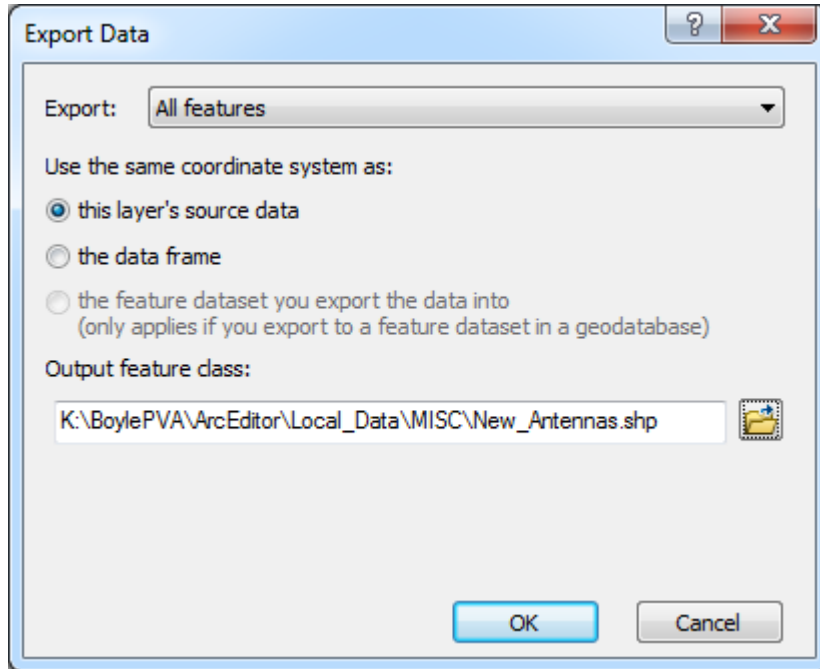 Export Data
?
X
Export: All features
Use the same coordinate system as:
this layer's source data
the data frame
the feature dataset you export the data into
(only applies if you export to a feature dataset in a geodatabase)
Output feature class:
K:\BoylePVA\ArcEditor\Local_Data\MISC\New_Antennas.shp
OK Cancel